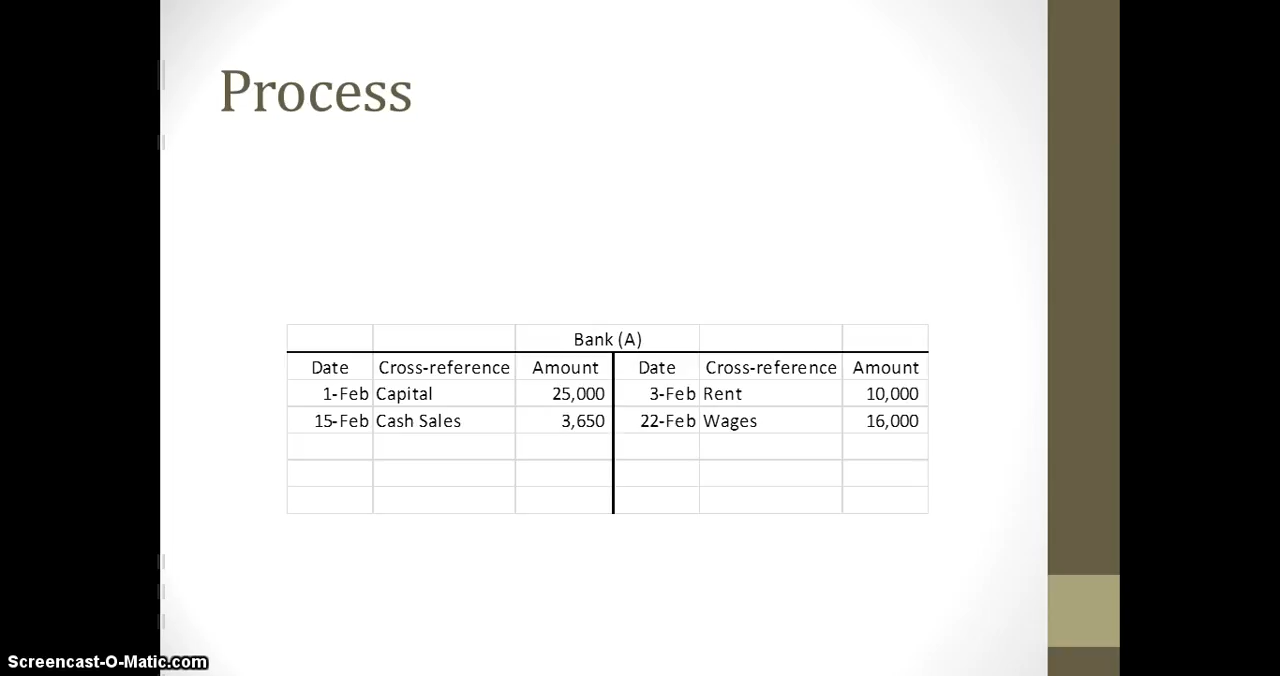 Process
Bank (A)
Date Cross-reference Amount Date Cross-reference Amount
1-Feb Capital 25,000 3-Feb Rent 10,000
15-Feb Cash Sales 3,650 22-Feb Wages 16,000
Screencast-O-Matic.com